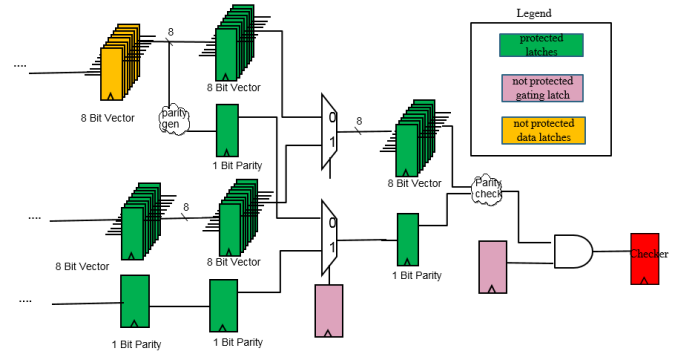 Legend
protected
latches
not protected
gating latch
not protected
data latches
....
8
8 Bit Vector
8 Bit Vector
parity
gen
1 Bit Parity
0
1
8
8 Bit Vector
Parity
check
....
8
8 Bit Vector
8 Bit Vector
0
1
1 Bit Parity
Checker
....
1 Bit Parity
1 Bit Parity